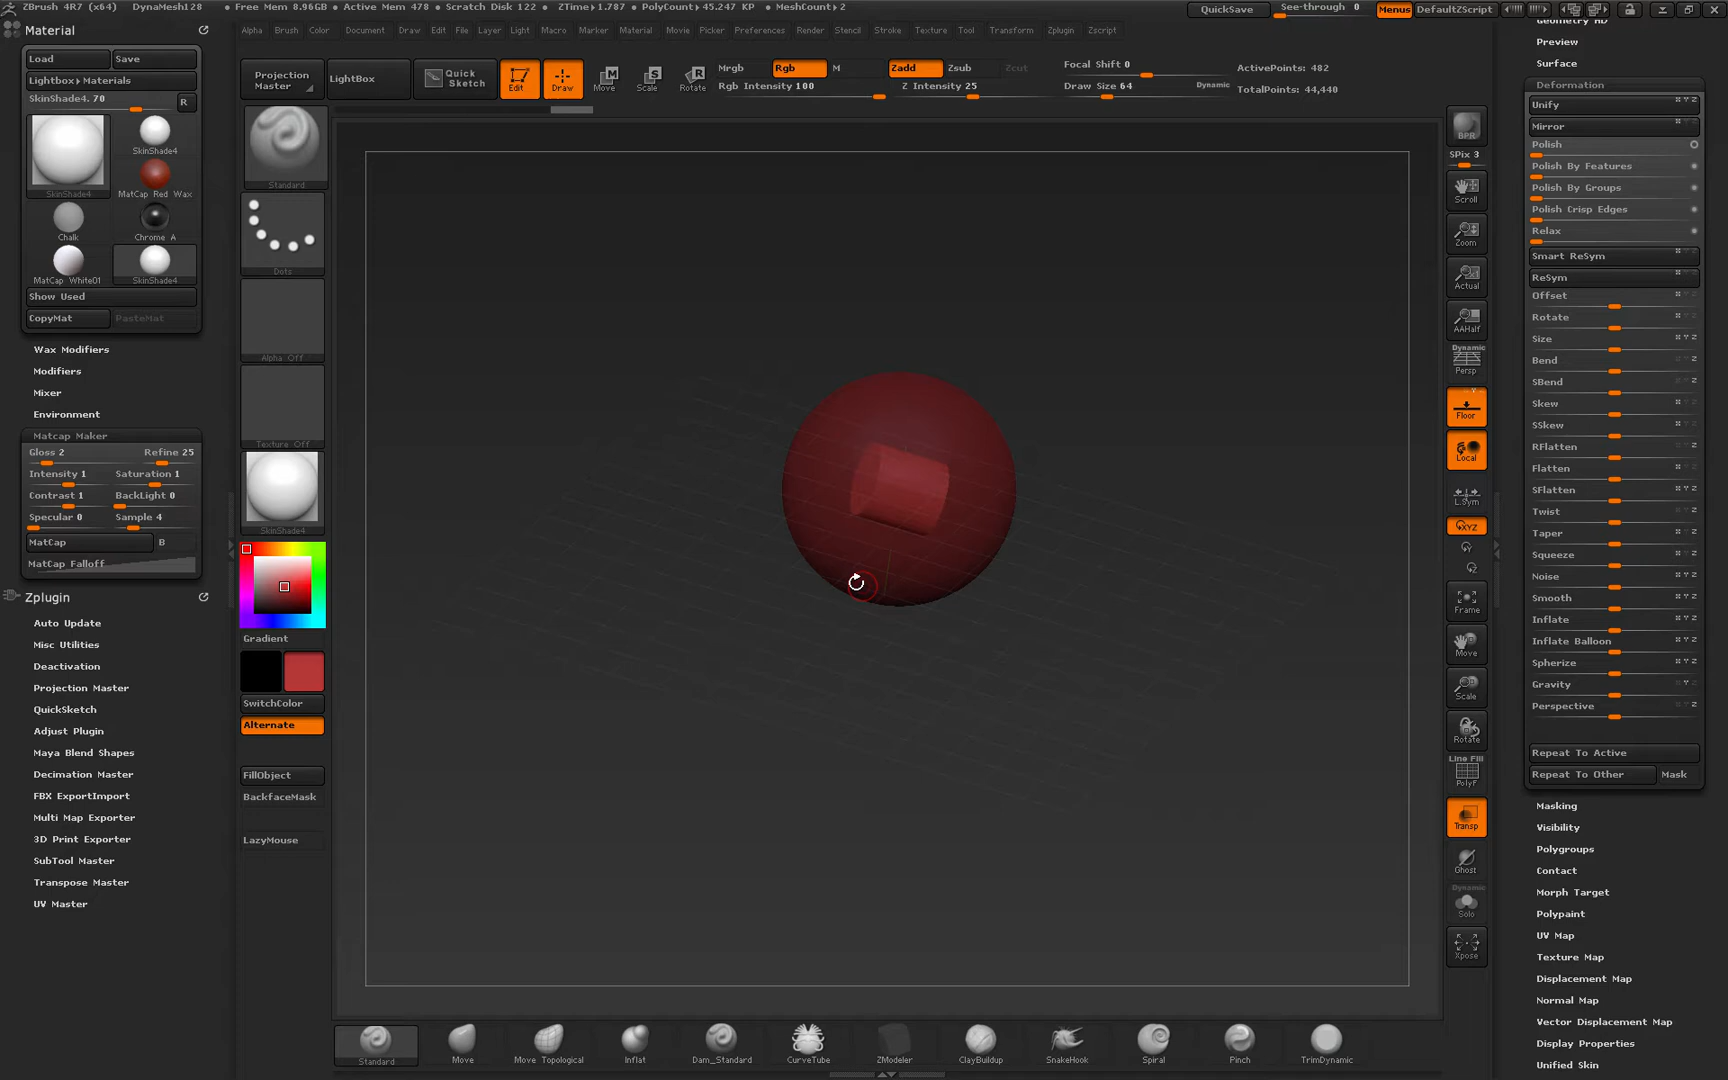 ZBrush 4R7 (x64) DynaMesh128 ● Free Mem 8.96GB ● Active Mem 478 ● Scratch Disk 122 ● ZTime▸1.787 ● PolyCount▸45.247 KP ● MeshCount▸2 QuickSave See-through 0 Menus DefaultZScript
Alpha Brush Color Document Draw Edit File Layer Light Macro Marker Material Movie Picker Preferences Render Stencil Stroke Texture Tool Transform Zplugin Zscript
Material
Load Save
Lightbox▸Materials
SkinShade4. 70 R
SkinShade4
SkinShade4
MatCap Red Wax
Chalk
Chrome A
MatCap White01
SkinShade4
Show Used
CopyMat PasteMat
Wax Modifiers
Modifiers
Mixer
Environment
Matcap Maker
Gloss 2 Refine 25
Intensity 1 Saturation 1
Contrast 1 BackLight 0
Specular 0 Sample 4
MatCap B
MatCap Falloff
Zplugin
Auto Update
Misc Utilities
Deactivation
Projection Master
QuickSketch
Adjust Plugin
Maya Blend Shapes
Decimation Master
FBX ExportImport
Multi Map Exporter
3D Print Exporter
SubTool Master
Transpose Master
UV Master
Projection
Master
LightBox
Quick
Sketch
Edit
Draw
Move
Scale
Rotate
Mrgb Rgb M
Rgb Intensity 100
Zadd Zsub Zcut
Z Intensity 25
Focal Shift 0
Draw Size 64 Dynamic
ActivePoints: 482
TotalPoints: 44,440
Standard
Dots
Alpha Off
Texture Off
SkinShade4
Gradient
SwitchColor
Alternate
FillObject
BackfaceMask
LazyMouse
BPR
SPix 3
Scroll
Zoom
Actual
AAHalf
Dynamic
Persp
Floor
Local
L.Sym
XYZ
Frame
Move
Scale
Rotate
Line Fill
PolyF
Transp
Ghost
Dynamic
Solo
Xpose
Standard
Move
Move Topological
Inflat
Dam_Standard
CurveTube
ZModeler
ClayBuildup
SnakeHook
Spiral
Pinch
TrimDynamic
Geometry HD
Preview
Surface
Deformation
Unify
Mirror
Polish
Polish By Features
Polish By Groups
Polish Crisp Edges
Relax
Smart ReSym
ReSym
Offset
Rotate
Size
Bend
SBend
Skew
SSkew
RFlatten
Flatten
SFlatten
Twist
Taper
Squeeze
Noise
Smooth
Inflate
Inflate Balloon
Spherize
Gravity
Perspective
Repeat To Active
Repeat To Other Mask
Masking
Visibility
Polygroups
Contact
Morph Target
Polypaint
UV Map
Texture Map
Displacement Map
Normal Map
Vector Displacement Map
Display Properties
Unified Skin